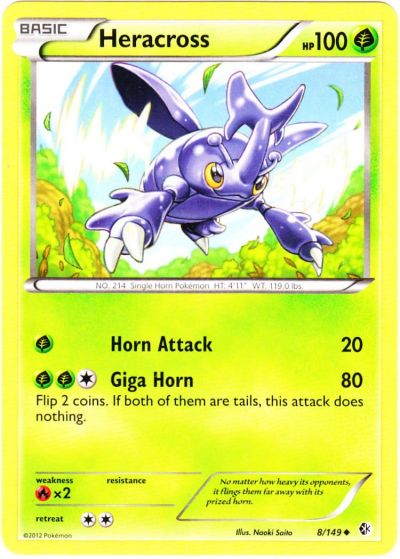 BASIC
Heracross
HP100
NO. 214 Single Horn Pokémon HT. 4'11" WT. 119.0 lbs.
Horn Attack 20
Giga Horn 80
Flip 2 coins. If both of them are tails, this attack does
nothing.
weakness resistance
×2
retreat
No matter how heavy its opponents,
it flings them far away with its
prized horn.
©2012 Pokémon
Illus. Naoki Saito
8/149